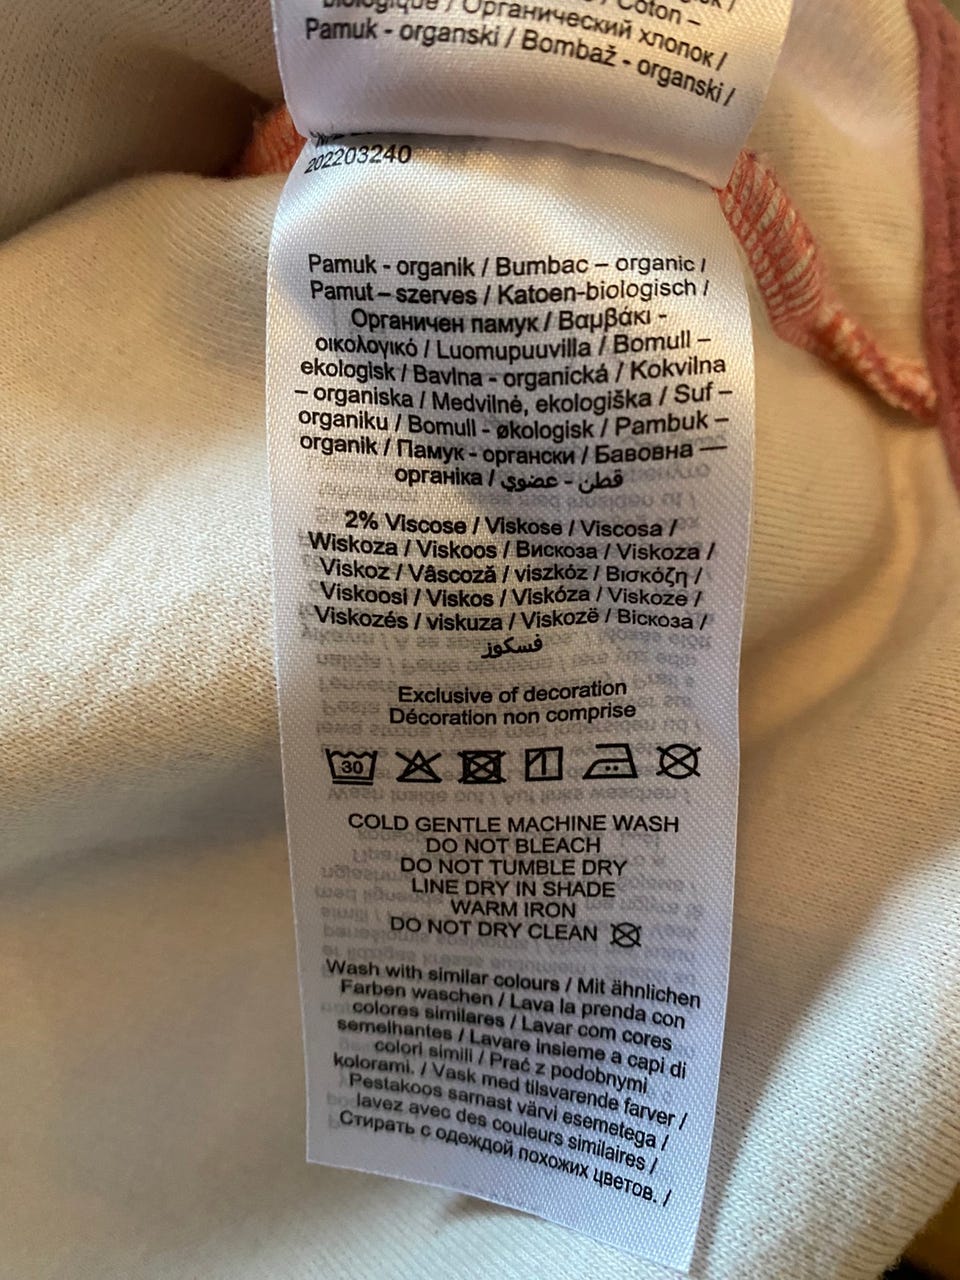 Органический хлопок /
Pamuk - organski / Bombaž - organski /
202203240
Pamuk - organik / Bumbac – organic /
Pamut – szerves / Katoen-biologisch /
Органичен памук / Βαμβάκι -
οικολογικό / Luomupuuvilla / Bomull –
ekologisk / Bavlna - organická / Kokvilna
– organiska / Medvilnė, ekologiška / Suf –
organiku / Bomull - økologisk / Pambuk –
organik / Памук - органски / Бавовна —
органіка / قطن - عضوي
2% Viscose / Viskose / Viscosa /
Wiskoza / Viskoos / Вискоза / Viskoza /
Viskoz / Vâscoză / viszkóz / Βισκόζη /
Viskoosi / Viskos / Viskóza / Viskoze /
Viskozés / viskuza / Viskozë / Віскоза /
فسكوز
Exclusive of decoration
Décoration non comprise
30
COLD GENTLE MACHINE WASH
DO NOT BLEACH
DO NOT TUMBLE DRY
LINE DRY IN SHADE
WARM IRON
DO NOT DRY CLEAN
Wash with similar colours / Mit ähnlichen
Farben waschen / Lava la prenda con
colores similares / Lavar com cores
semelhantes / Lavare insieme a capi di
colori simili / Prać z podobnymi
kolorami. / Vask med tilsvarende farver /
Pestakoos sarnast värvi esemetega /
lavez avec des couleurs similaires /
Стирать с одеждой похожих цветов. /